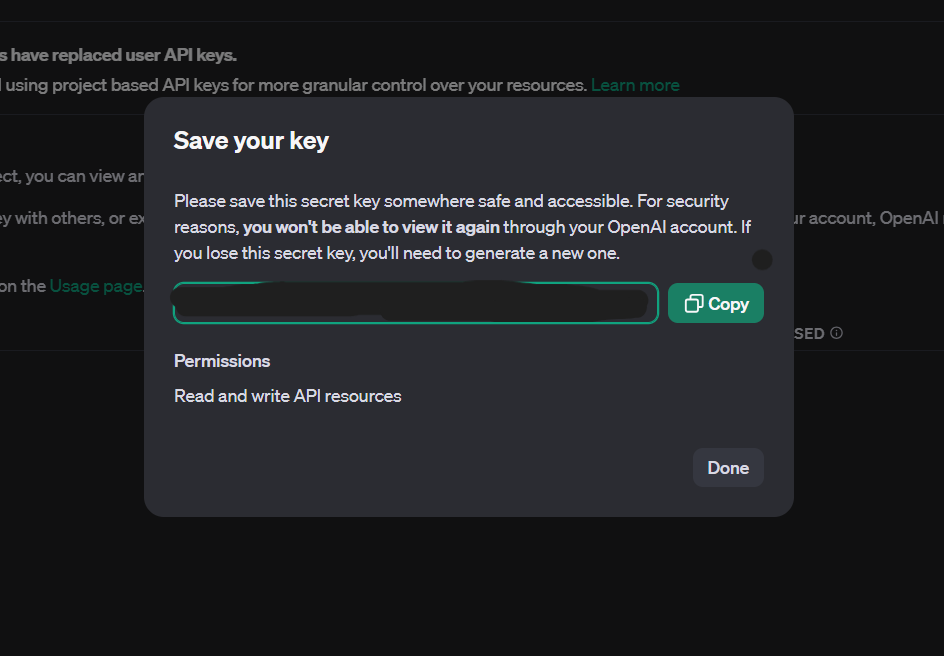 s have replaced user API keys.
using project based API keys for more granular control over your resources. Learn more
Save your key
ect, you can view
Please save this secret key somewhere safe and accessible. For security
ey with others, or ex
ur account, OpenAI
reasons, you won't be able to view it again through your OpenAI account. If
you lose this secret key, you'll need to generate a new one.
on the Usage page.
Copy
SED
Permissions
Read and write API resources
Done